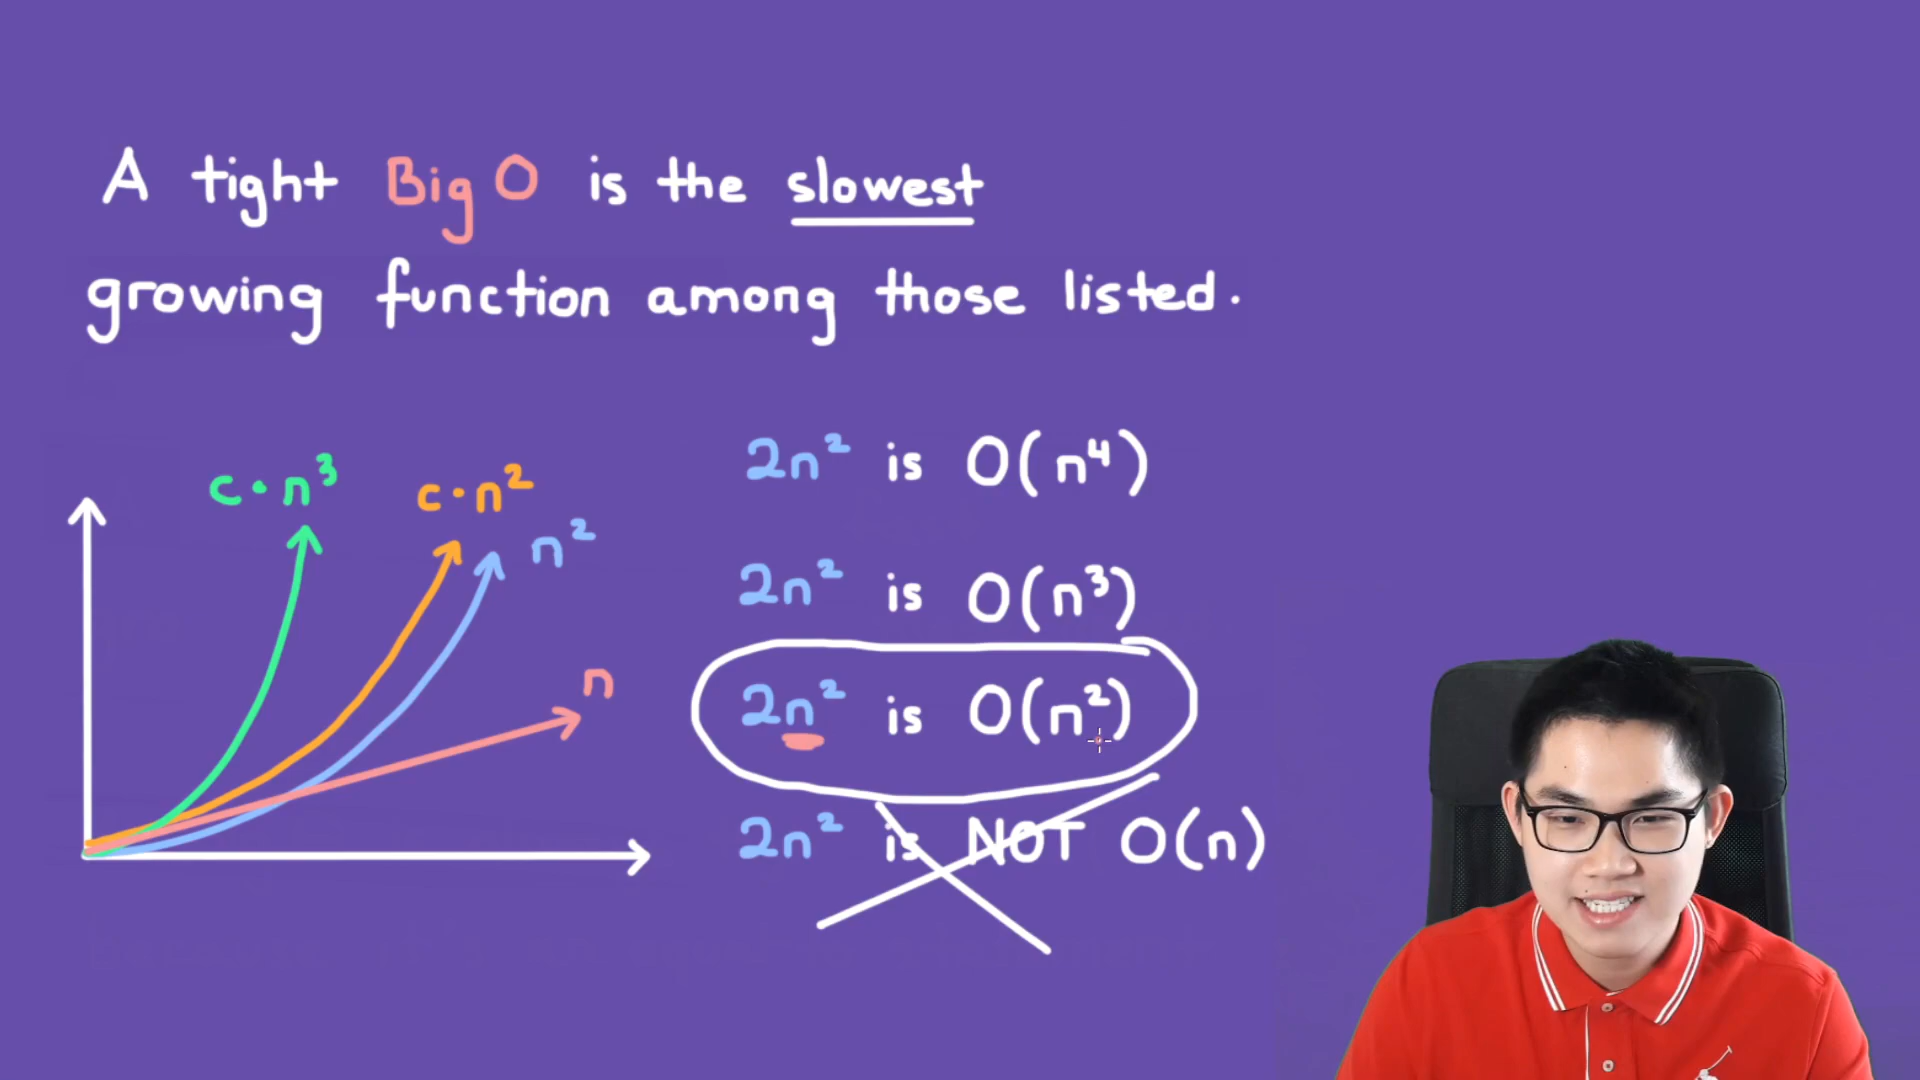 A tight Big O is the slowest
growing function among those listed.
c·n³
c·n²
n²
n
2n² is O(n⁴)
2n² is O(n³)
2n² is O(n²)
2n² is NOT O(n)